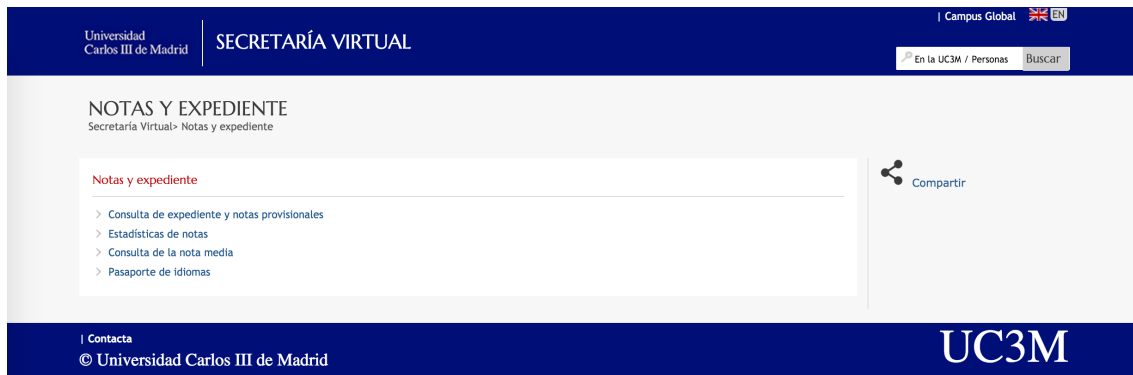 | Campus Global EN
Universidad
Carlos III de Madrid
SECRETARÍA VIRTUAL
En la UC3M / Personas Buscar
NOTAS Y EXPEDIENTE
Secretaría Virtual> Notas y expediente
Notas y expediente
Compartir
> Consulta de expediente y notas provisionales
> Estadísticas de notas
> Consulta de la nota media
> Pasaporte de idiomas
| Contacta
© Universidad Carlos III de Madrid
UC3M